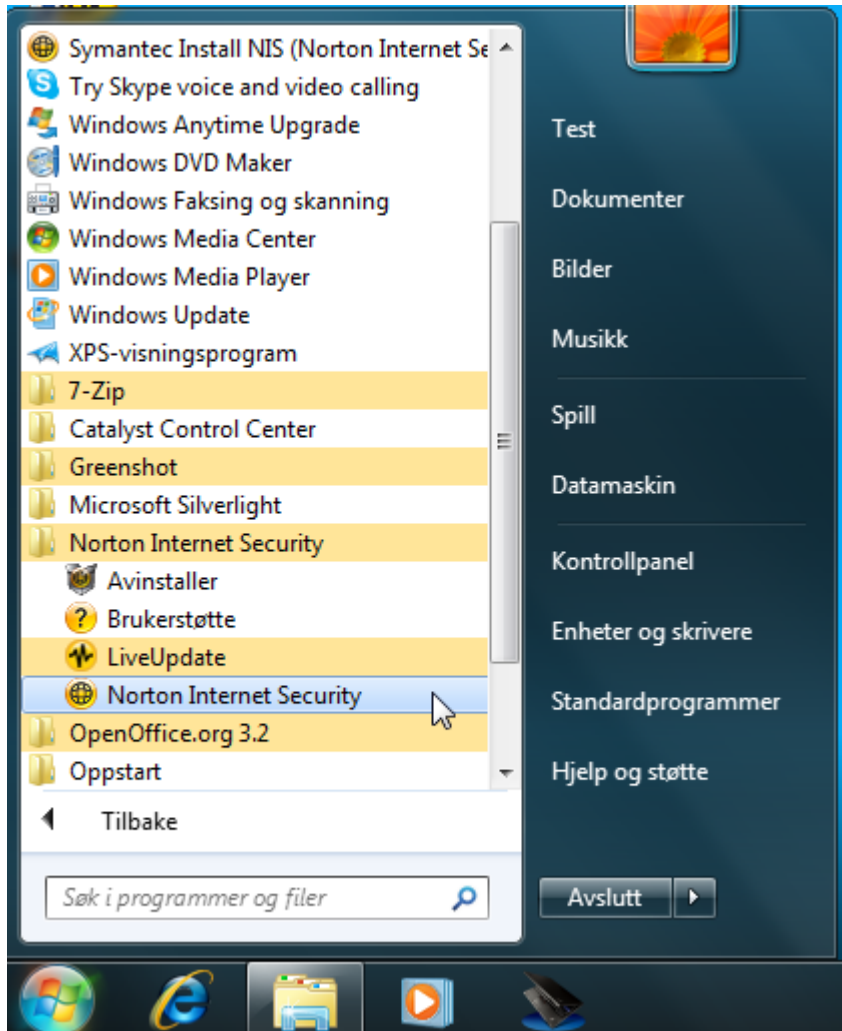 Symantec Install NIS (Norton Internet Se
Try Skype voice and video calling
Windows Anytime Upgrade
Windows DVD Maker
Windows Faksing og skanning
Windows Media Center
Windows Media Player
Windows Update
XPS-visningsprogram
7-Zip
Catalyst Control Center
Greenshot
Microsoft Silverlight
Norton Internet Security
Avinstaller
Brukerstøtte
LiveUpdate
Norton Internet Security
OpenOffice.org 3.2
Oppstart
Tilbake
Søk i programmer og filer
Test
Dokumenter
Bilder
Musikk
Spill
Datamaskin
Kontrollpanel
Enheter og skrivere
Standardprogrammer
Hjelp og støtte
Avslutt